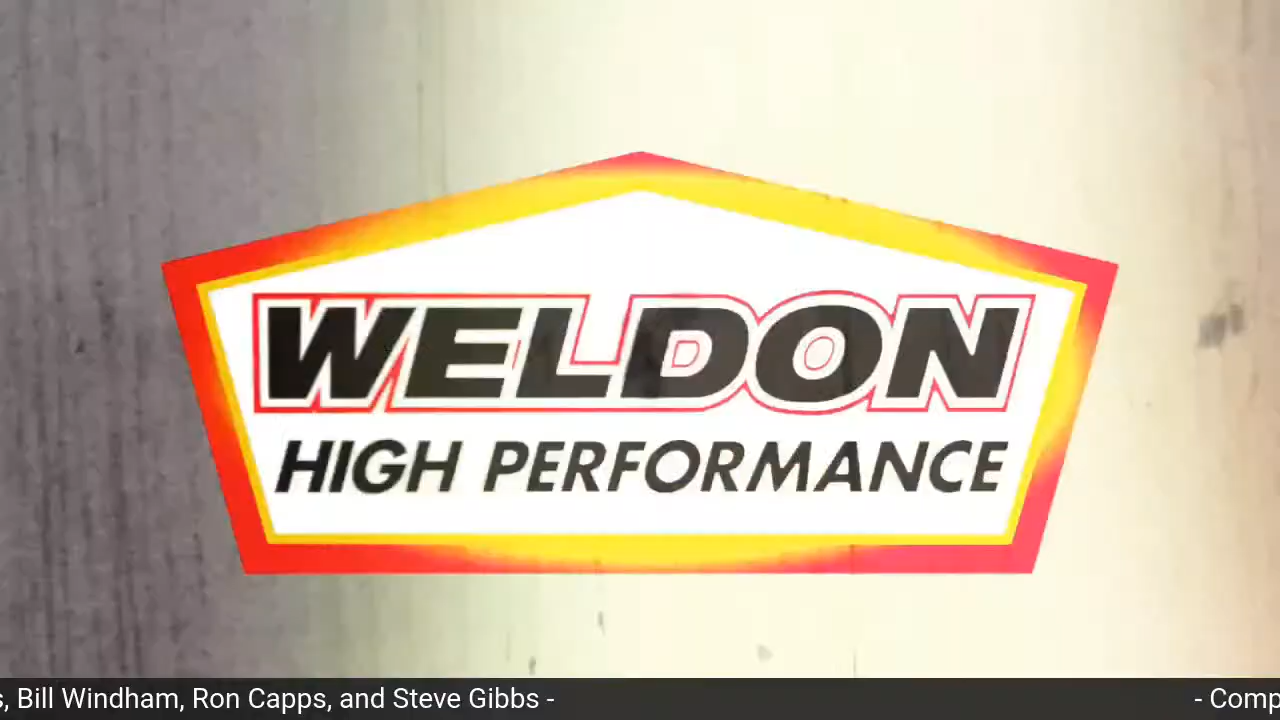 WELDON
HIGH PERFORMANCE
, Bill Windham, Ron Capps, and Steve Gibbs -
- Comp